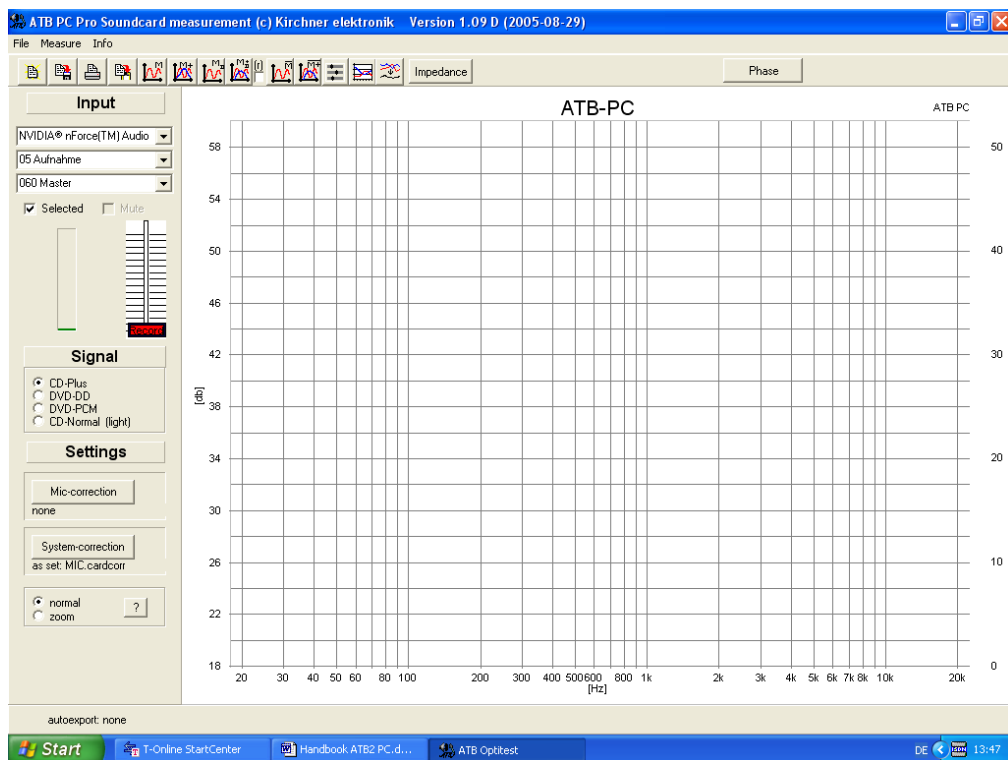 ATB PC Pro Soundcard measurement (c) Kirchner elektronik Version 1.09 D (2005-08-29)
File Measure Info
Impedance
Phase
Input
NVIDIA® nForce(TM) Audio
05 Aufnahme
060 Master
Selected Mute
Record
Signal
CD-Plus
DVD-DD
DVD-PCM
CD-Normal (light)
Settings
Mic-correction
none
System-correction
as set: MIC.cardcorr
normal
zoom
?
ATB-PC
ATB PC
58 50
54
50 40
46
42 30
[db]
38
34 20
30
26 10
22
18 0
20 30 40 50 60 80 100 200 300 400 500 600 800 1k 2k 3k 4k 5k 6k 7k 8k 10k 20k
[Hz]
autoexport: none
Start T-Online StartCenter Handbook ATB2 PC.d... ATB Optitest DE ISDN 13:47